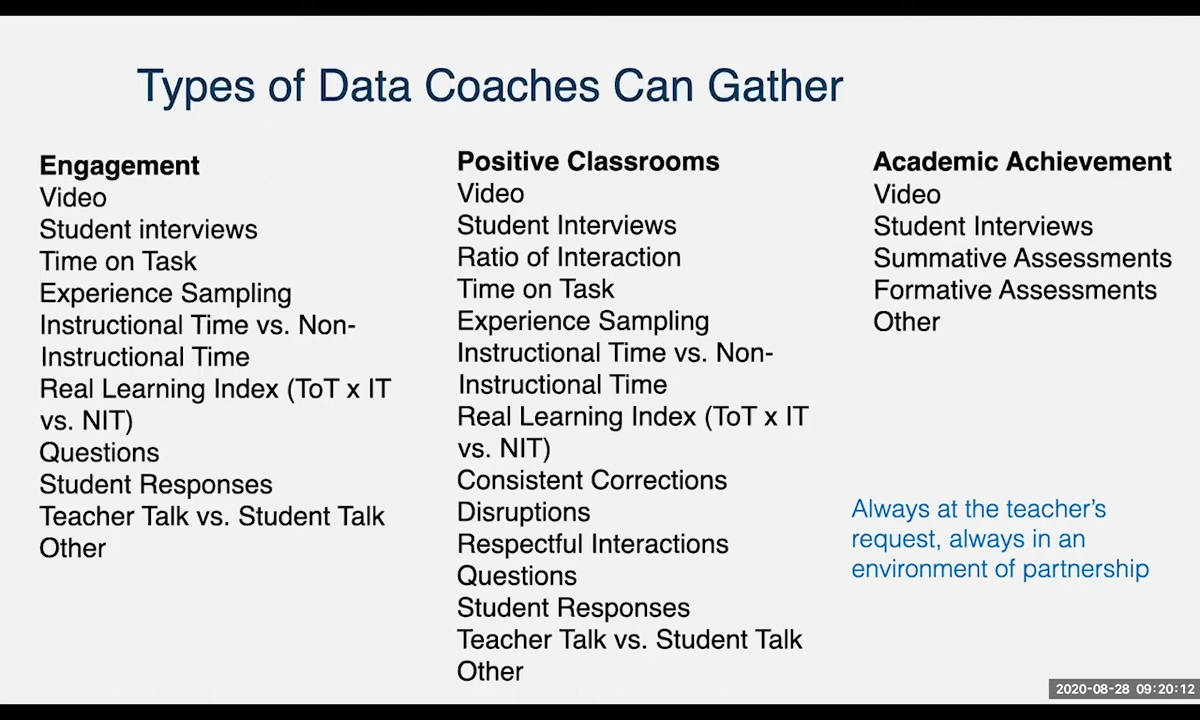 Types of Data Coaches Can Gather
Engagement
Video
Student interviews
Time on Task
Experience Sampling
Instructional Time vs. Non-
Instructional Time
Real Learning Index (ToT x IT
vs. NIT)
Questions
Student Responses
Teacher Talk vs. Student Talk
Other
Positive Classrooms
Video
Student Interviews
Ratio of Interaction
Time on Task
Experience Sampling
Instructional Time vs. Non-
Instructional Time
Real Learning Index (ToT x IT
vs. NIT)
Consistent Corrections
Disruptions
Respectful Interactions
Questions
Student Responses
Teacher Talk vs. Student Talk
Other
Academic Achievement
Video
Student Interviews
Summative Assessments
Formative Assessments
Other
Always at the teacher’s
request, always in an
environment of partnership
2020-08-28 09:20:12